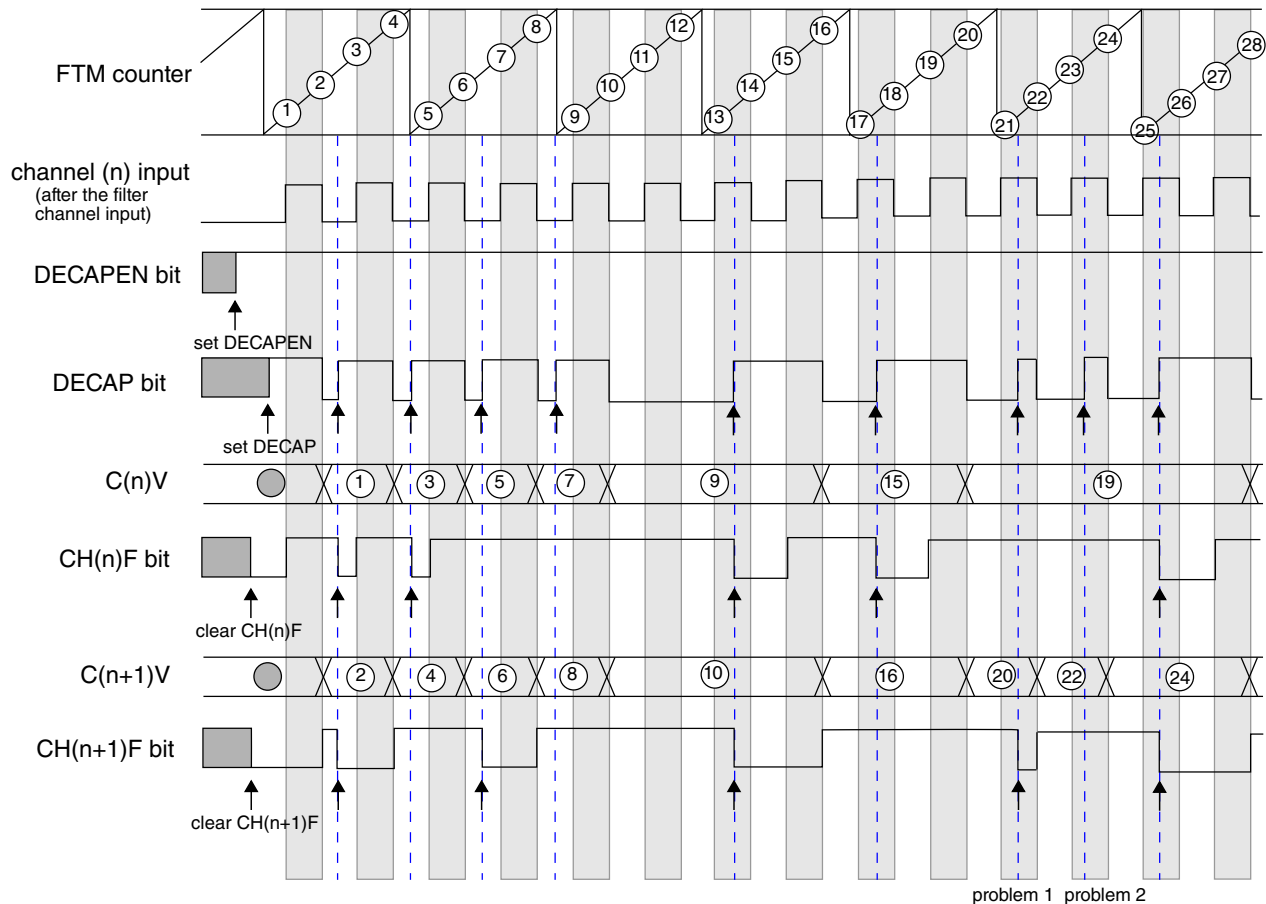 FTM counter
1 2 3 4 5 6 7 8 9 10 11 12 13 14 15 16 17 18 19 20 21 22 23 24 25 26 27 28
channel (n) input
(after the filter
channel input)
DECAPEN bit
set DECAPEN
DECAP bit
set DECAP
C(n)V
1 3 5 7 9 15 19
CH(n)F bit
clear CH(n)F
C(n+1)V
2 4 6 8 10 16 20 22 24
CH(n+1)F bit
clear CH(n+1)F
problem 1 problem 2